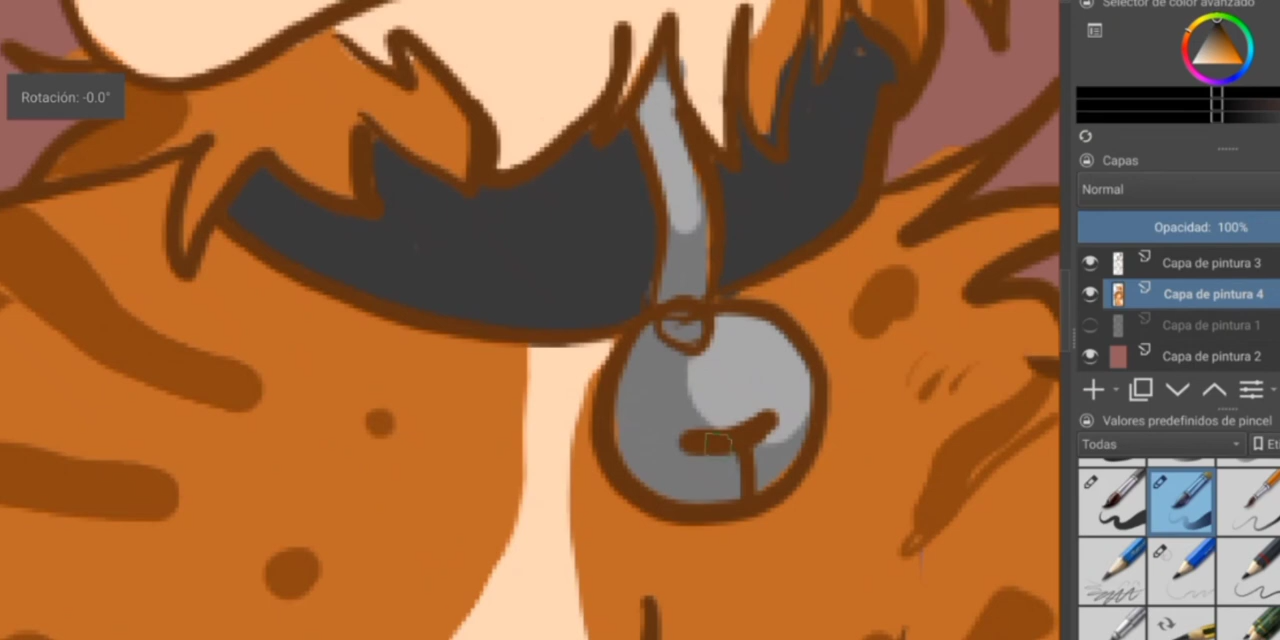 Selector de color avanzado
Rotación: -0.0°
Capas
Normal
Opacidad: 100%
Capa de pintura 3
Capa de pintura 4
Capa de pintura 1
Capa de pintura 2
Valores predefinidos de pincel
Todas